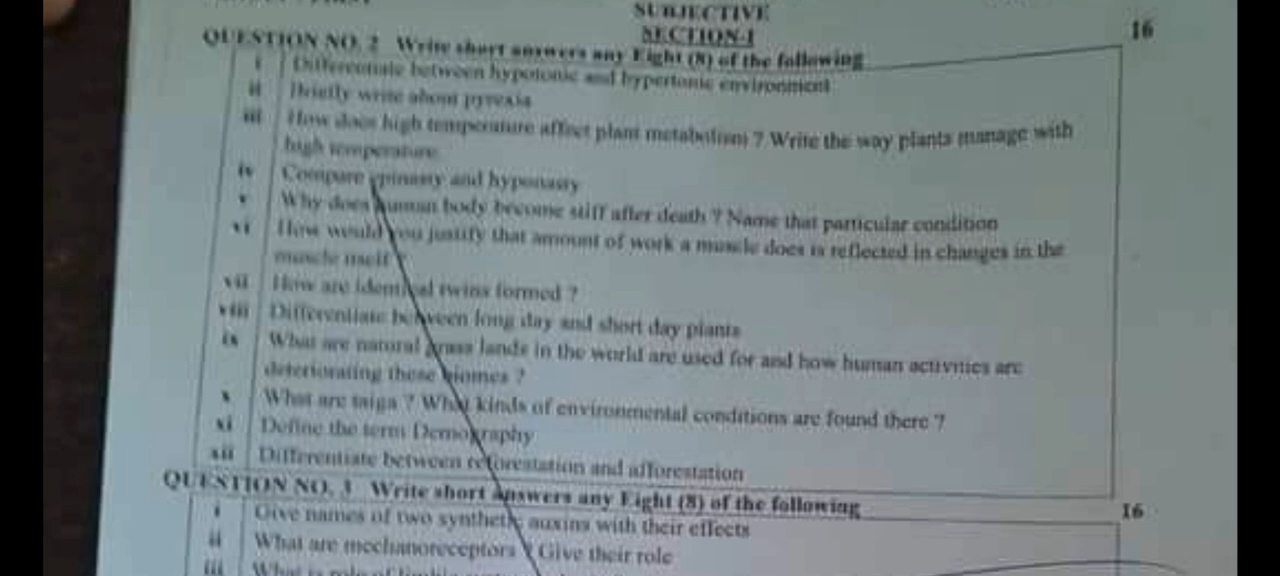 SUBJECTIVE
SECTION-I
16
QUESTION NO. 2 Write short answers any Eight (8) of the following
i Differentiate between hypotonic and hypertonic environment
ii Briefly write about pyrexia
iii How does high temperature affect plant metabolism ? Write the way plants manage with
high temperature
iv Compare epinasty and hyponasty
v Why does human body become stiff after death ? Name that particular condition
vi How would you justify that amount of work a muscle does is reflected in changes in the
muscle itself ?
vii How are identical twins formed ?
viii Differentiate between long day and short day plants
ix What are natural grass lands in the world are used for and how human activities are
deteriorating these biomes ?
x What are taiga ? What kinds of environmental conditions are found there ?
xi Define the term Demography
xii Differentiate between reforestation and afforestation
QUESTION NO. 3 Write short answers any Eight (8) of the following
16
i Give names of two synthetic auxins with their effects
ii What are mechanoreceptors ? Give their role
iii What is role of limbic